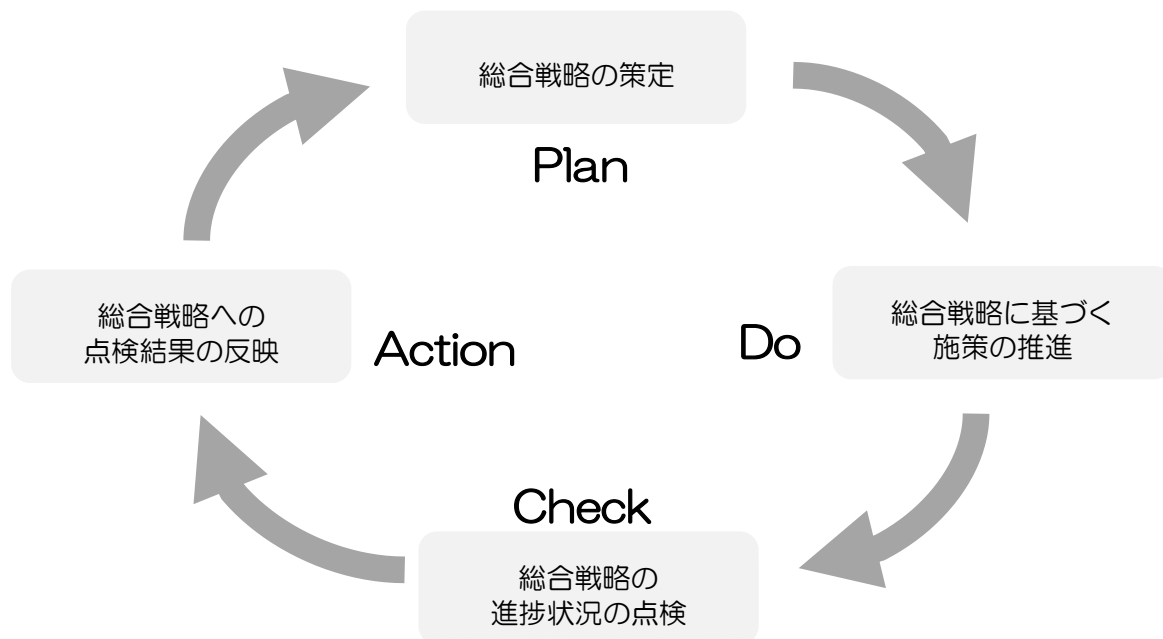 総合戦略の策定
Plan
総合戦略に基づく
施策の推進
Do
Check
総合戦略の
進捗状況の点検
総合戦略への
点検結果の反映
Action